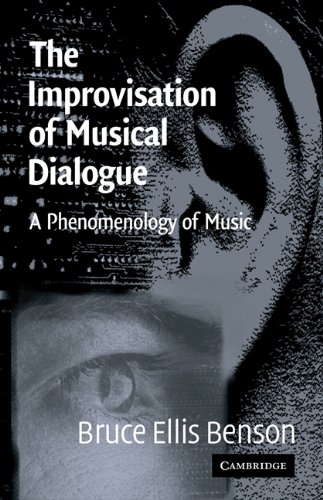 The
Improvisation
of Musical
Dialogue
A Phenomenology of Music
Bruce Ellis Benson
CAMBRIDGE